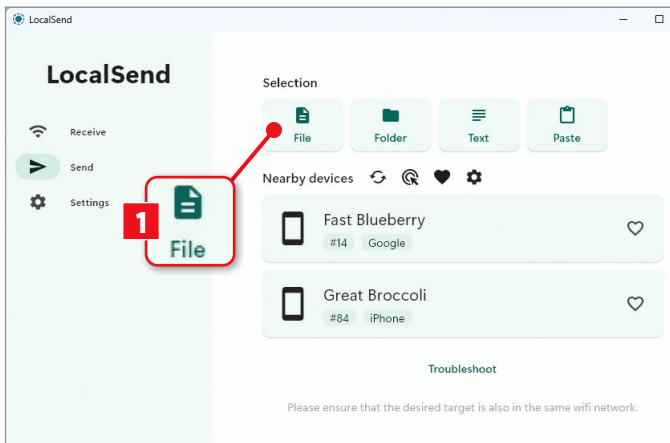 LocalSend
LocalSend
Receive
Send
Settings
1
File
Selection
File Folder Text Paste
Nearby devices
Fast Blueberry
#14 Google
Great Broccoli
#84 iPhone
Troubleshoot
Please ensure that the desired target is also in the same wifi network.